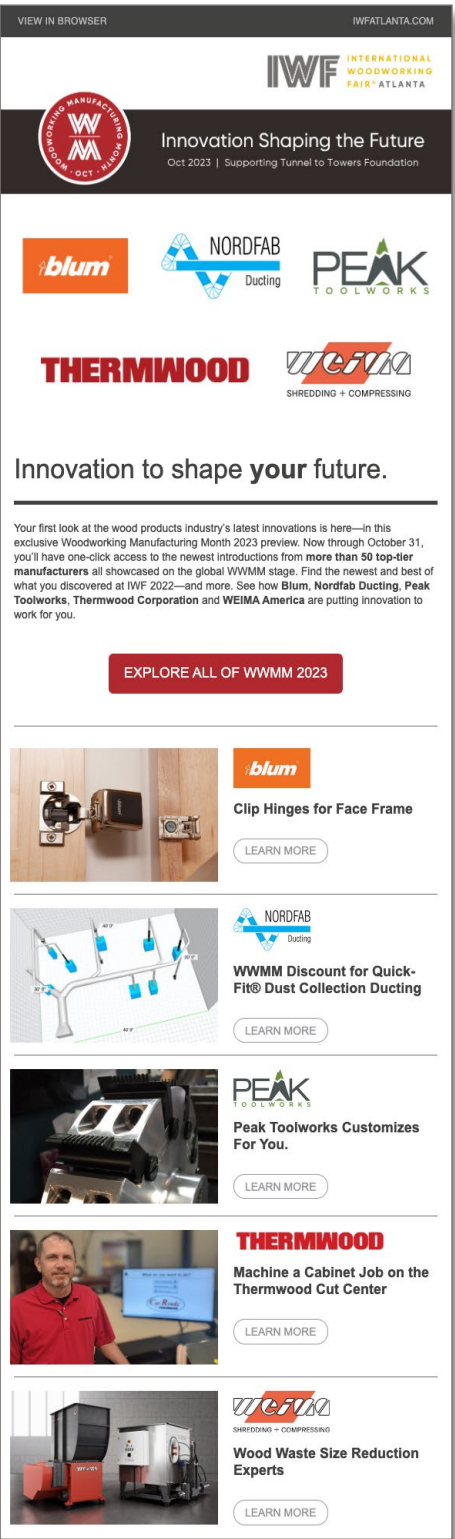 VIEW IN BROWSER
IWFATLANTA.COM
IWF
INTERNATIONAL
WOODWORKING
FAIR® ATLANTA
WOODWORKING MANUFACTURING MONTH
WM
· OCT ·
Innovation Shaping the Future
Oct 2023 | Supporting Tunnel to Towers Foundation
blum
NORDFAB
Ducting
PEAK
TOOLWORKS
THERMWOOD
WEIMA
SHREDDING + COMPRESSING
Innovation to shape your future.
Your first look at the wood products industry's latest innovations is here—in this
exclusive Woodworking Manufacturing Month 2023 preview. Now through October 31,
you'll have one-click access to the newest introductions from more than 50 top-tier
manufacturers all showcased on the global WWMM stage. Find the newest and best of
what you discovered at IWF 2022—and more. See how Blum, Nordfab Ducting, Peak
Toolworks, Thermwood Corporation and WEIMA America are putting innovation to
work for you.
EXPLORE ALL OF WWMM 2023
blum
Clip Hinges for Face Frame
LEARN MORE
NORDFAB
Ducting
WWMM Discount for Quick-
Fit® Dust Collection Ducting
LEARN MORE
40'0"
PEAK
TOOLWORKS
Peak Toolworks Customizes
For You.
LEARN MORE
THERMWOOD
Machine a Cabinet Job on the
Thermwood Cut Center
LEARN MORE
WEIMA
SHREDDING + COMPRESSING
Wood Waste Size Reduction
Experts
LEARN MORE